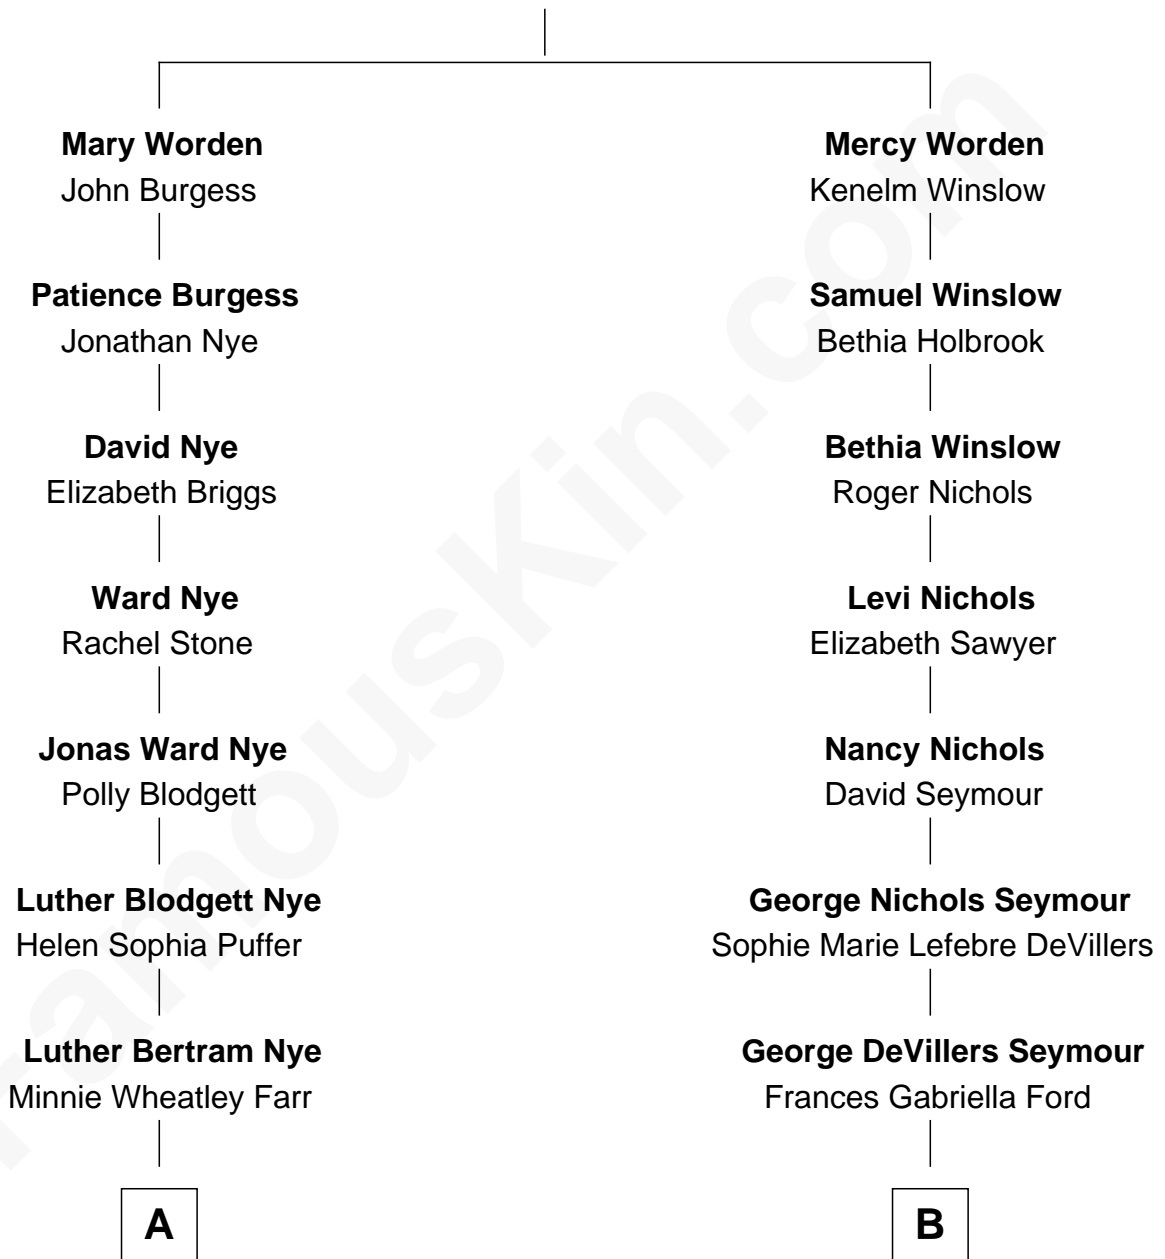 Mary Worden
John Burgess
Patience Burgess
Jonathan Nye
David Nye
Elizabeth Briggs
Ward Nye
Rachel Stone
Jonas Ward Nye
Polly Blodgett
Luther Blodgett Nye
Helen Sophia Puffer
Luther Bertram Nye
Minnie Wheatley Farr
A
Mercy Worden
Kenelm Winslow
Samuel Winslow
Bethia Holbrook
Bethia Winslow
Roger Nichols
Levi Nichols
Elizabeth Sawyer
Nancy Nichols
David Seymour
George Nichols Seymour
Sophie Marie Lefebre DeVillers
George DeVillers Seymour
Frances Gabriella Ford
B
FamousKin.com